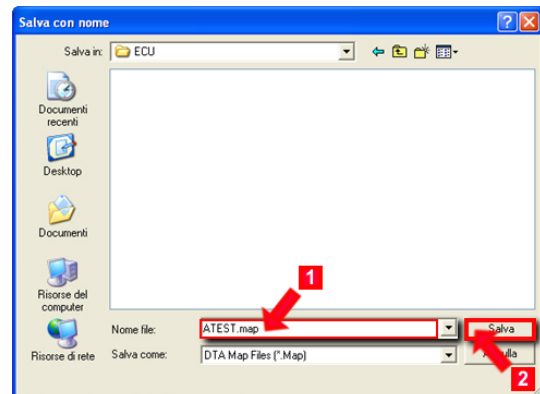 Salva con nome
Salva in:
ECU
Documenti
recenti
Desktop
Documenti
Risorse del
computer
Risorse di rete
1
Nome file:
ATEST.map
Salva
Salva come:
DTA Map Files (*.Map)
2